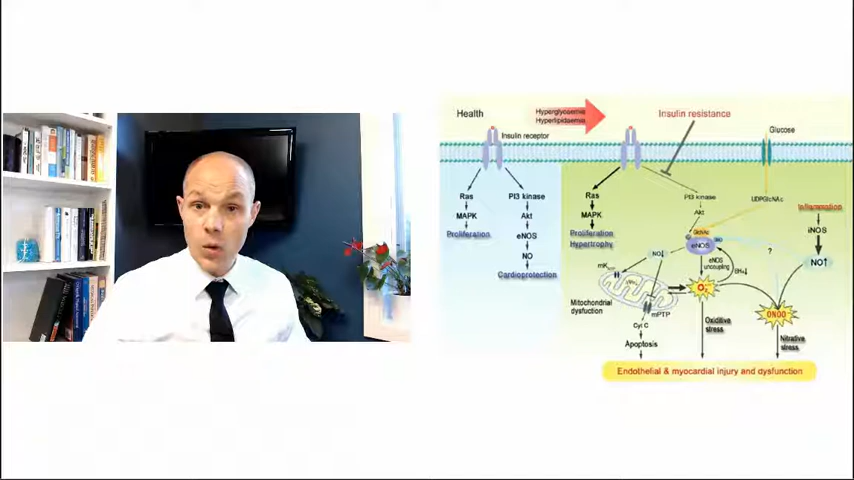 Health
Hyperglycemia
Hyperlipidaemia
Insulin resistance
Insulin receptor
Glucose
Ras
MAPK
Proliferation
PI3 kinase
Akt
eNOS
NO
Cardioprotection
Ras
MAPK
Proliferation
Hypertrophy
PI3 kinase
Akt
UDPGlcNAc
GlcNAc
eNOS
eNOS
uncoupling
BH₄↓
?
Inflammation
iNOS
NO↑
NO↓
Mitochondrial
dysfunction
mPTP
Cyt C
Apoptosis
Oxidative
stress
ONOO
Nitrative
stress
Endothelial & myocardial injury and dysfunction